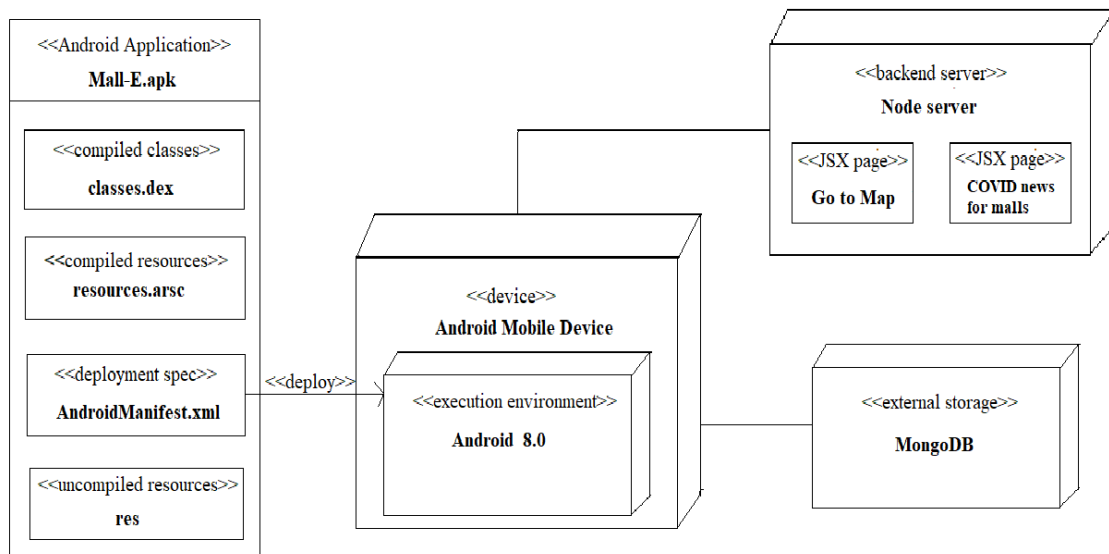 <<Android Application>>
Mall-E.apk
<<compiled classes>>
classes.dex
<<compiled resources>>
resources.arsc
<<deployment spec>>
AndroidManifest.xml
<<uncompiled resources>>
res
<<deploy>>
<<device>>
Android Mobile Device
<<execution environment>>
Android 8.0
<<backend server>>
Node server
<<JSX page>>
Go to Map
<<JSX page>>
COVID news
for malls
<<external storage>>
MongoDB